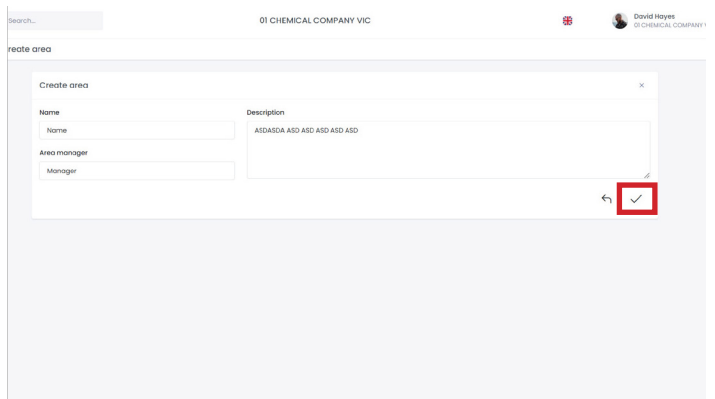 Search...
01 CHEMICAL COMPANY VIC
David Hayes
01 CHEMICAL COMPANY V
reate area
Create area
Name
Description
Name
ASDASDA ASD ASD ASD ASD ASD
Area manager
Manager